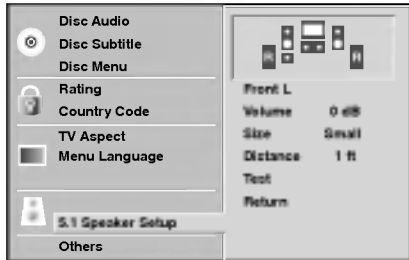 Disc Audio
Disc Subtitle
Disc Menu
Rating
Country Code
TV Aspect
Menu Language
5.1 Speaker Setup
Others
Front L
Volume 0 dB
Size Small
Distance 1 ft
Test
Return